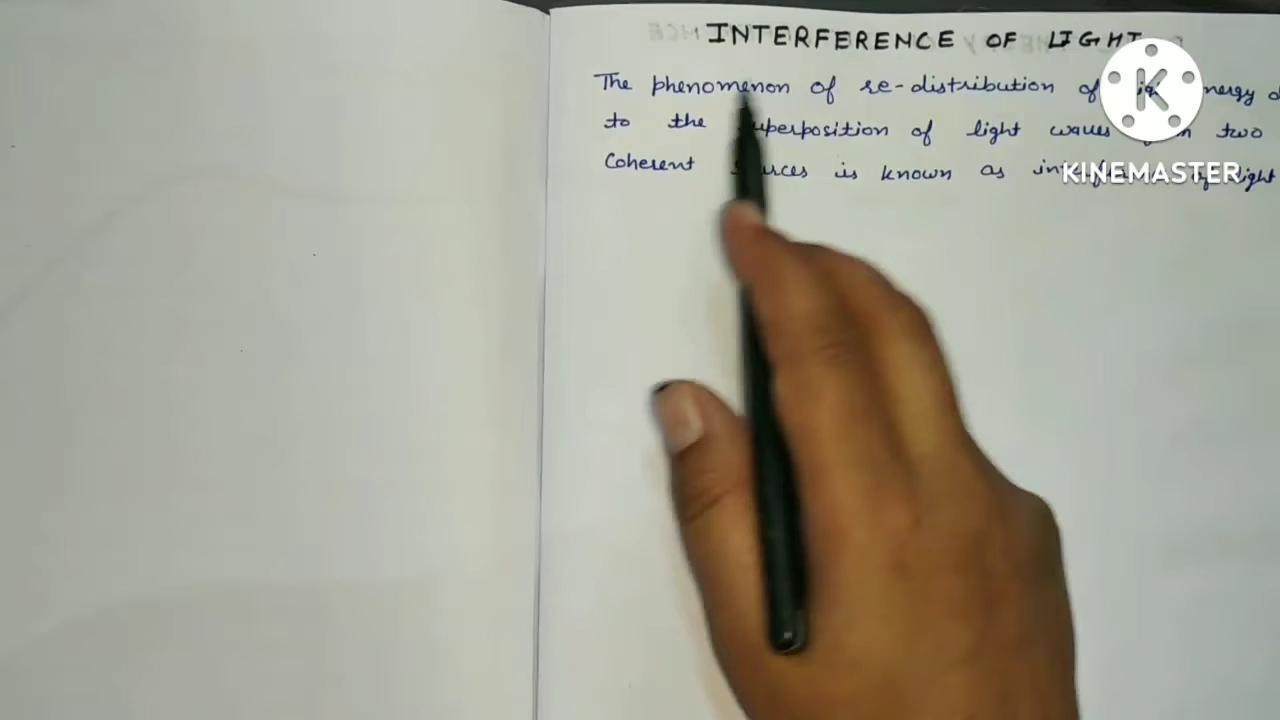 INTERFERENCE OF LIGHT
The phenomenon of re-distribution of
to the superposition of light waves two
Coherent is known as
KINEMASTER